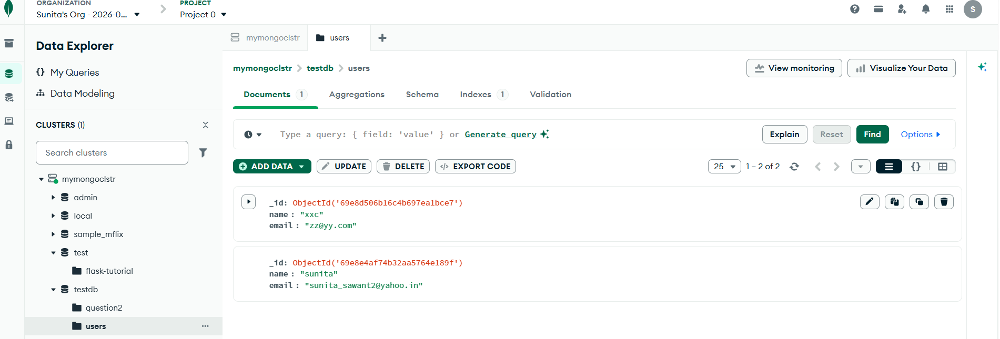 ORGANIZATION
Sunita's Org - 2026-0...
PROJECT
Project 0
S
Data Explorer
{} My Queries
Data Modeling
CLUSTERS (1)
Search clusters
mymongoclstr
admin
local
sample_mflix
test
flask-tutorial
testdb
question2
users
mymongoclstr
users
mymongoclstr > testdb > users
View monitoring
Visualize Your Data
Documents 1
Aggregations
Schema
Indexes 1
Validation
Type a query: { field: 'value' } or Generate query
Explain
Reset
Find
Options
ADD DATA
UPDATE
DELETE
</> EXPORT CODE
25
1 – 2 of 2
{}
_id: ObjectId('69e8d506b16c4b697ea1bce7')
name : "xxc"
email : "zz@yy.com"
_id: ObjectId('69e8e4af74b32aa5764e189f')
name : "sunita"
email : "sunita_sawant2@yahoo.in"